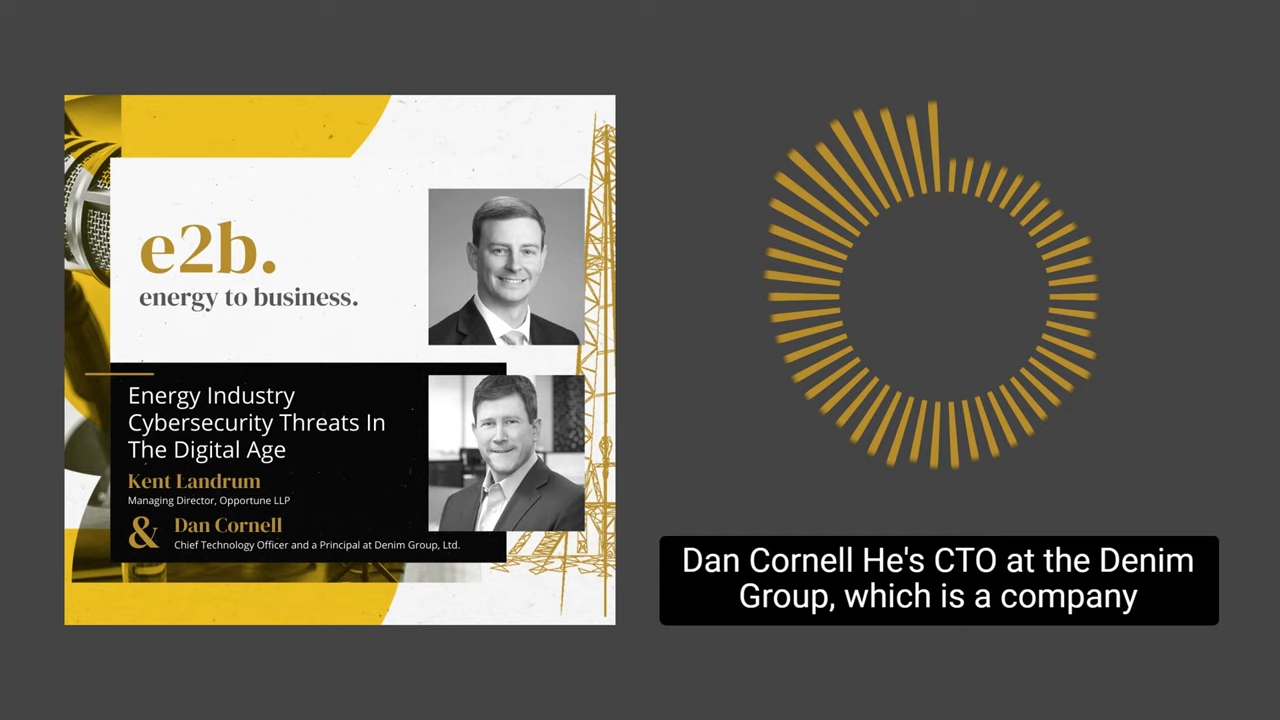 e2b.
energy to business.
Energy Industry
Cybersecurity Threats In
The Digital Age
Kent Landrum
Managing Director, Opportune LLP
& Dan Cornell
Chief Technology Officer and a Principal at Denim Group, Ltd.
Dan Cornell He's CTO at the Denim
Group, which is a company